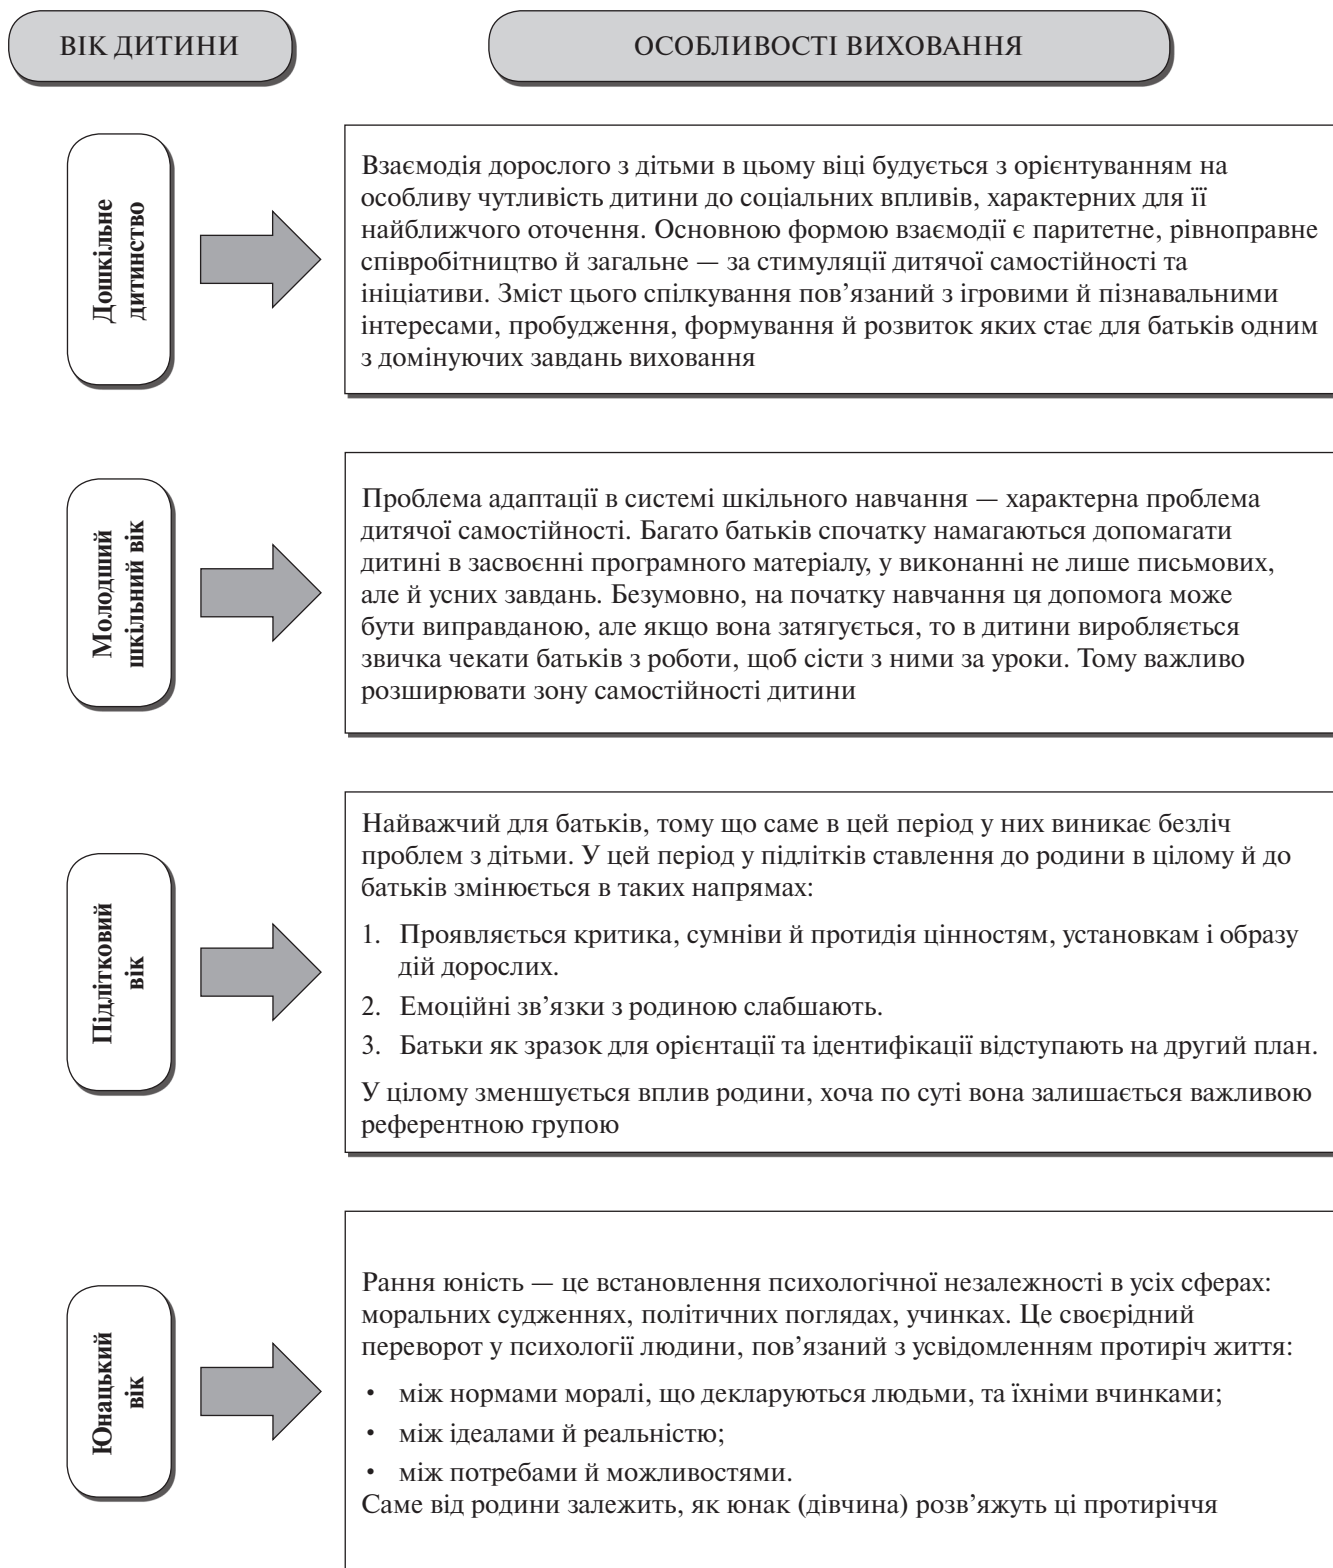 ВІК ДИТИНИ
ОСОБЛИВОСТІ ВИХОВАННЯ
Дошкільне
дитинство
Взаємодія дорослого з дітьми в цьому віці будується з орієнтуванням на
особливу чутливість дитини до соціальних впливів, характерних для її
найближчого оточення. Основною формою взаємодії є паритетне, рівноправне
співробітництво й загальне — за стимуляції дитячої самостійності та
ініціативи. Зміст цього спілкування пов’язаний з ігровими й пізнавальними
інтересами, пробудження, формування й розвиток яких стає для батьків одним
з домінуючих завдань виховання
Молодший
шкільний вік
Проблема адаптації в системі шкільного навчання — характерна проблема
дитячої самостійності. Багато батьків спочатку намагаються допомагати
дитині в засвоєнні програмного матеріалу, у виконанні не лише письмових,
але й усних завдань. Безумовно, на початку навчання ця допомога може
бути виправданою, але якщо вона затягується, то в дитини виробляється
звичка чекати батьків з роботи, щоб сісти з ними за уроки. Тому важливо
розширювати зону самостійності дитини
Підлітковий
вік
Найважчий для батьків, тому що саме в цей період у них виникає безліч
проблем з дітьми. У цей період у підлітків ставлення до родини в цілому й до
батьків змінюється в таких напрямах:
1. Проявляється критика, сумніви й протидія цінностям, установкам і образу
дій дорослих.
2. Емоційні зв’язки з родиною слабшають.
3. Батьки як зразок для орієнтації та ідентифікації відступають на другий план.
У цілому зменшується вплив родини, хоча по суті вона залишається важливою
референтною групою
Юнацький
вік
Рання юність — це встановлення психологічної незалежності в усіх сферах:
моральних судженнях, політичних поглядах, учинках. Це своєрідний
переворот у психології людини, пов’язаний з усвідомленням протиріч життя:
• між нормами моралі, що декларуються людьми, та їхніми вчинками;
• між ідеалами й реальністю;
• між потребами й можливостями.
Саме від родини залежить, як юнак (дівчина) розв’яжуть ці протиріччя